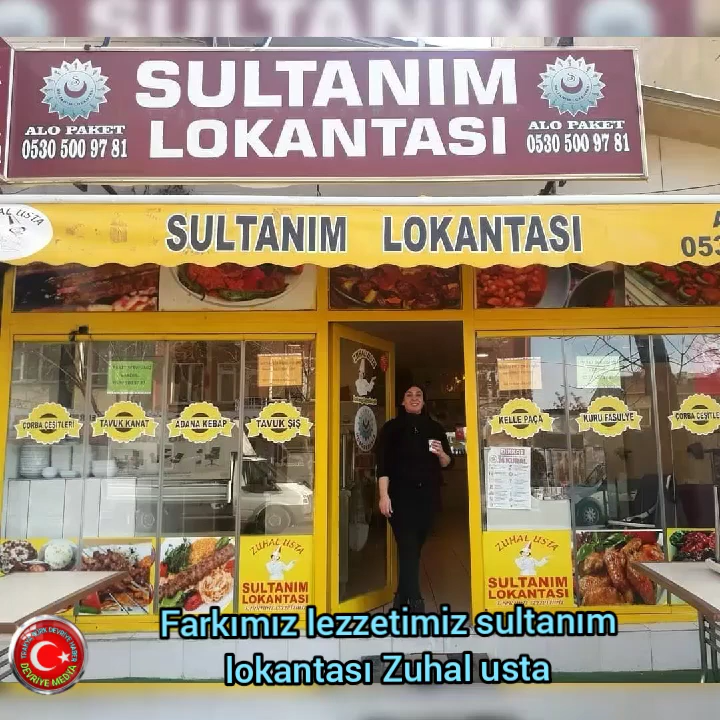 SULTANIM
LOKANTASI
ALO PAKET
0530 500 97 81
ALO PAKET
0530 500 97 81
SULTANIM LOKANTASI
ÇORBA ÇEŞİTLERİ
TAVUK KANAT
ADANA KEBAP
TAVUK ŞİŞ
KELLE PAÇA
KURU FASULYE
ÇORBA ÇEŞİTLE
ZUHAL USTA
SULTANIM
LOKANTASI
ZUHAL USTA
SULTANIM
LOKANTASI
Farkımız lezzetimiz sultanım
lokantası Zuhal usta
DEVRİYE MEDYA